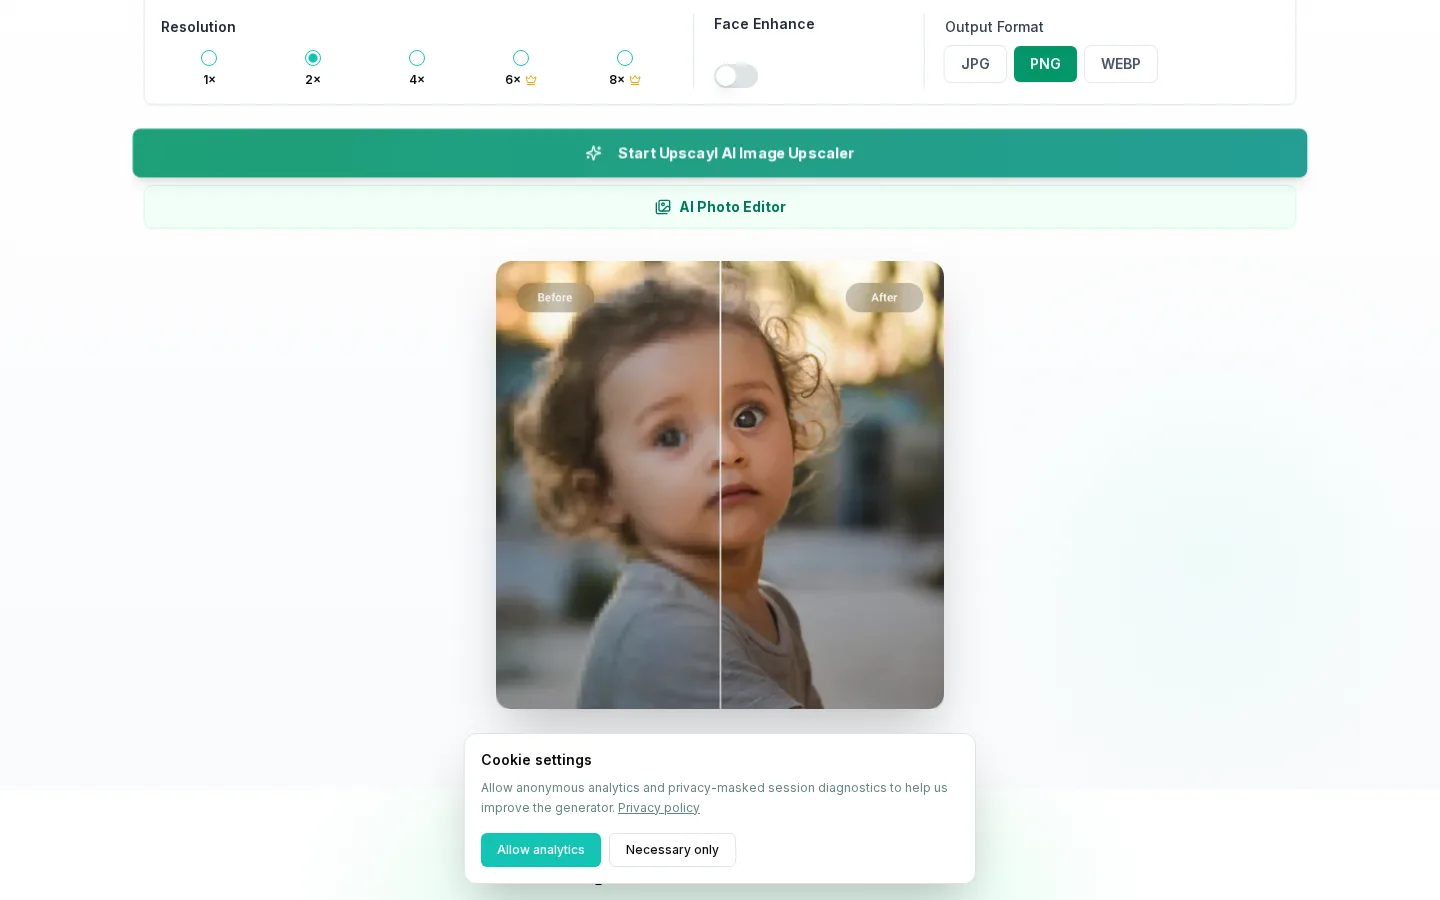 Resolution
Face Enhance
Output Format
1×
2×
4×
6×
8×
JPG
PNG
WEBP
Start Upscayl AI Image Upscaler
AI Photo Editor
Before
After
Cookie settings
Allow anonymous analytics and privacy-masked session diagnostics to help us
improve the generator. Privacy policy
Allow analytics
Necessary only